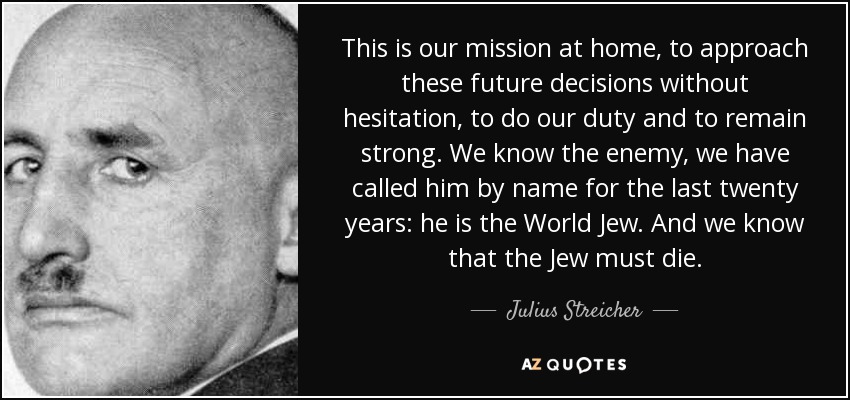 This is our mission at home, to approach
these future decisions without
hesitation, to do our duty and to remain
strong. We know the enemy, we have
called him by name for the last twenty
years: he is the World Jew. And we know
that the Jew must die.
Julius Streicher
AZ QUOTES